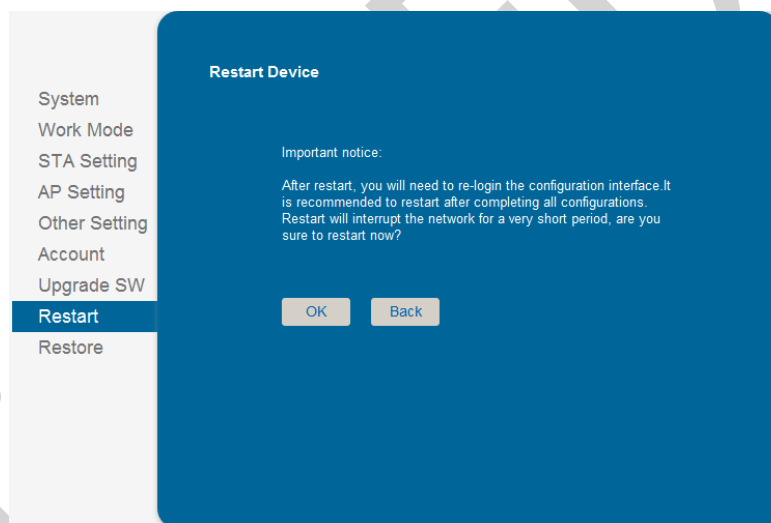 System
Work Mode
STA Setting
AP Setting
Other Setting
Account
Upgrade SW
Restart
Restore
Restart Device
Important notice:
After restart, you will need to re-login the configuration interface.It
is recommended to restart after completing all configurations.
Restart will interrupt the network for a very short period, are you
sure to restart now?
OK
Back